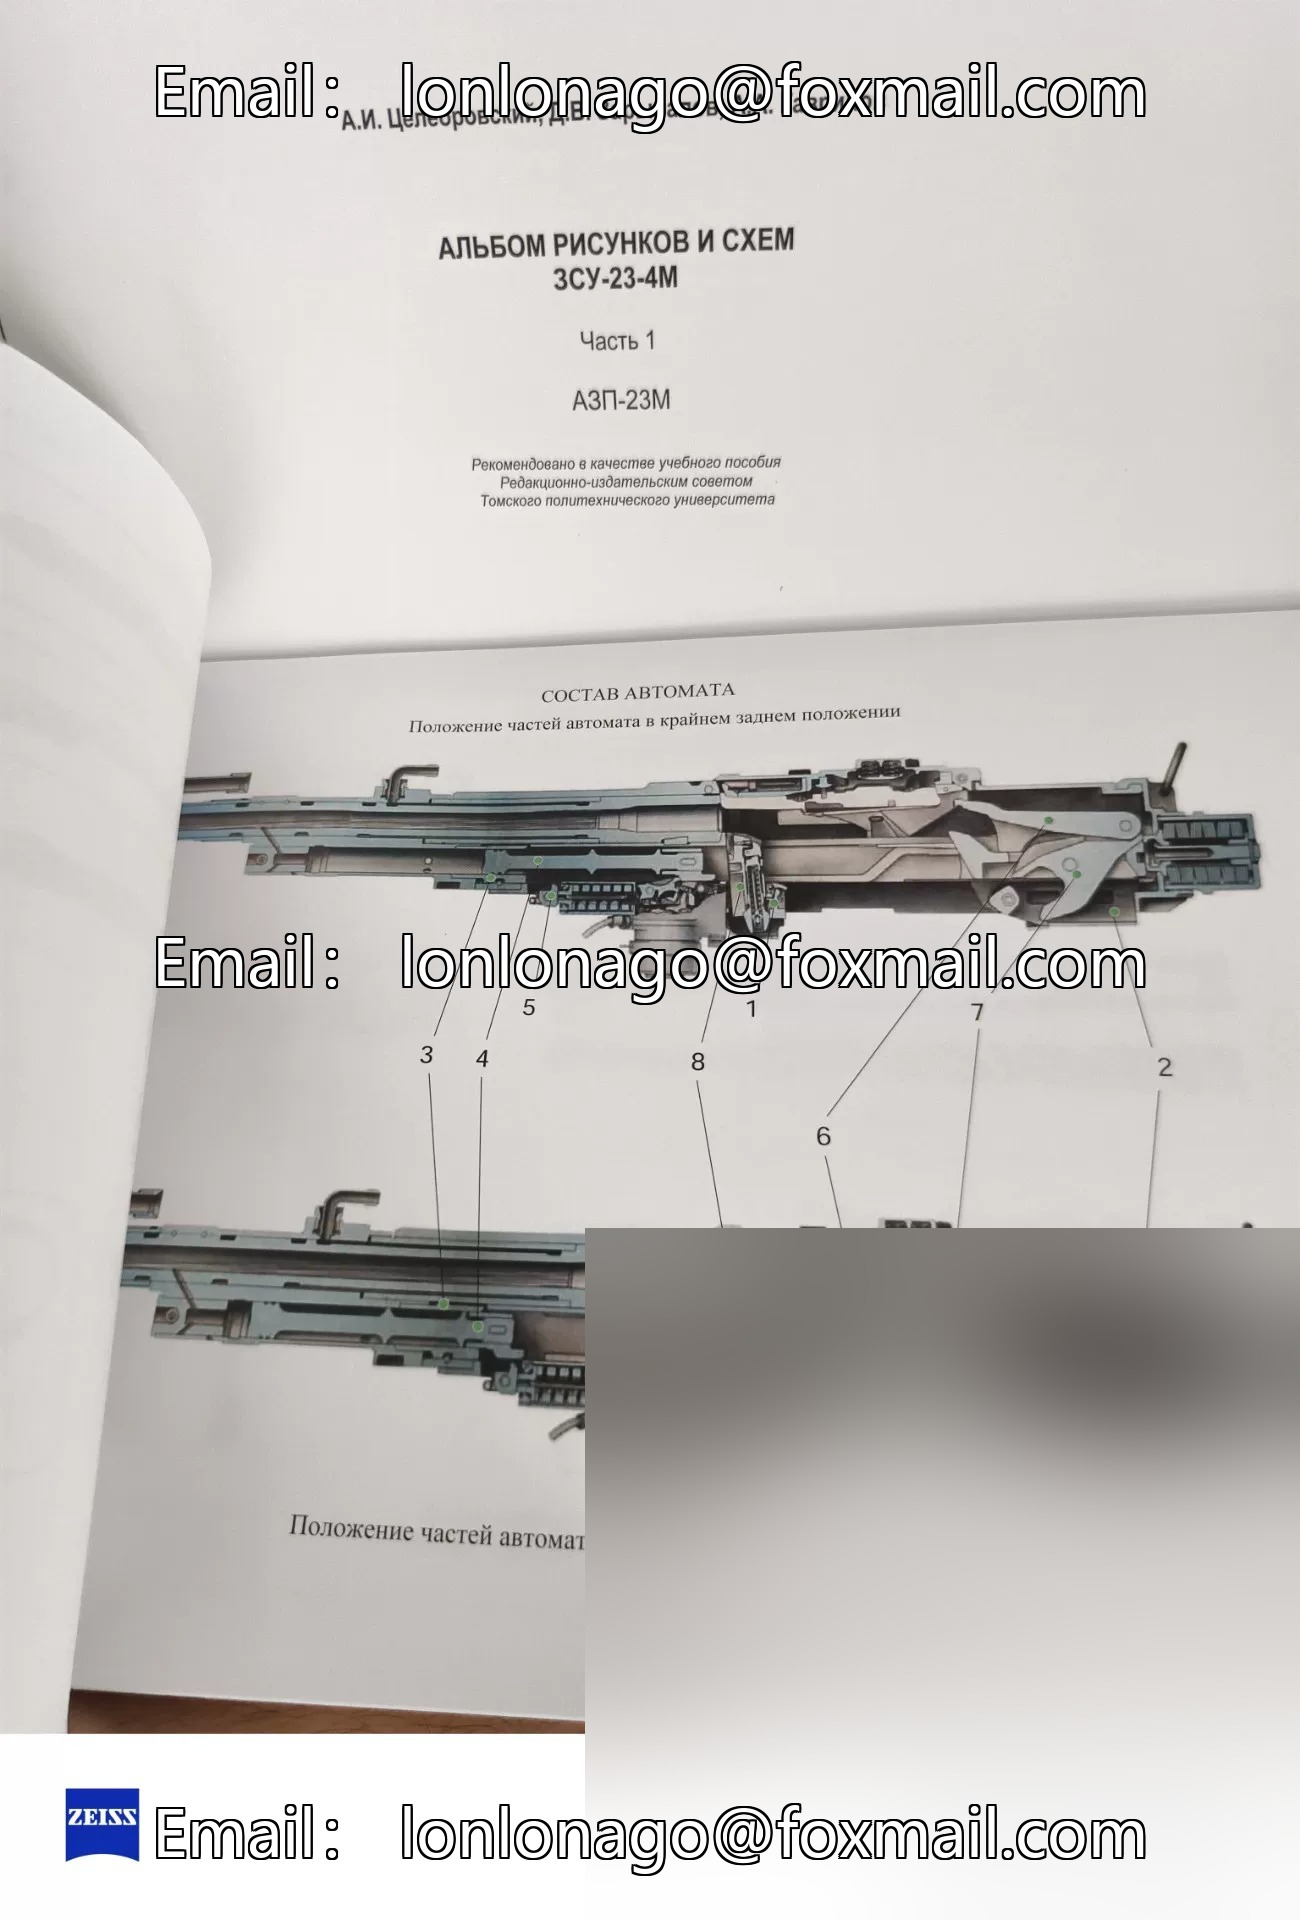 Email： lonlonago@foxmail.com
А.И. Целебровский, Д.В.
АЛЬБОМ РИСУНКОВ И СХЕМ
ЗСУ-23-4М
Часть 1
АЗП-23М
Рекомендовано в качестве учебного пособия
Редакционно-издательским советом
Томского политехнического университета
СОСТАВ АВТОМАТА
Положение частей автомата в крайнем заднем положении
Email： lonlonago@foxmail.com
5 1 7
3 4 8 2
6
Положение частей автомат
ZEISS
Email： lonlonago@foxmail.com